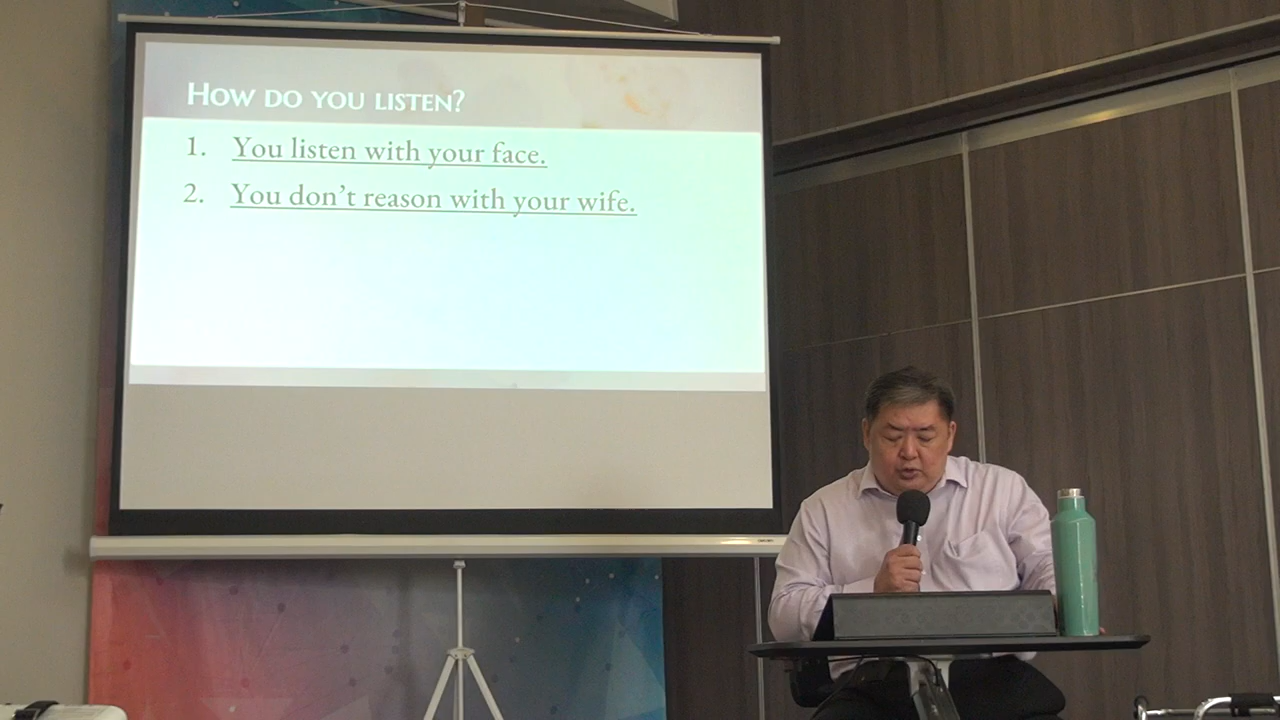 How do you listen?
1. You listen with your face.
2. You don't reason with your wife.